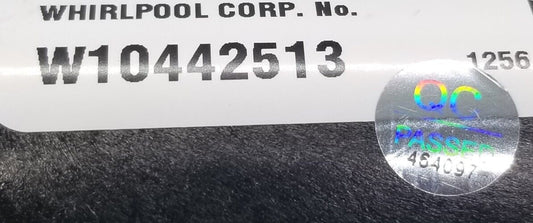 WHIRLPOOL CORP. No.
W10442513 1256
QC
PASSED
464097